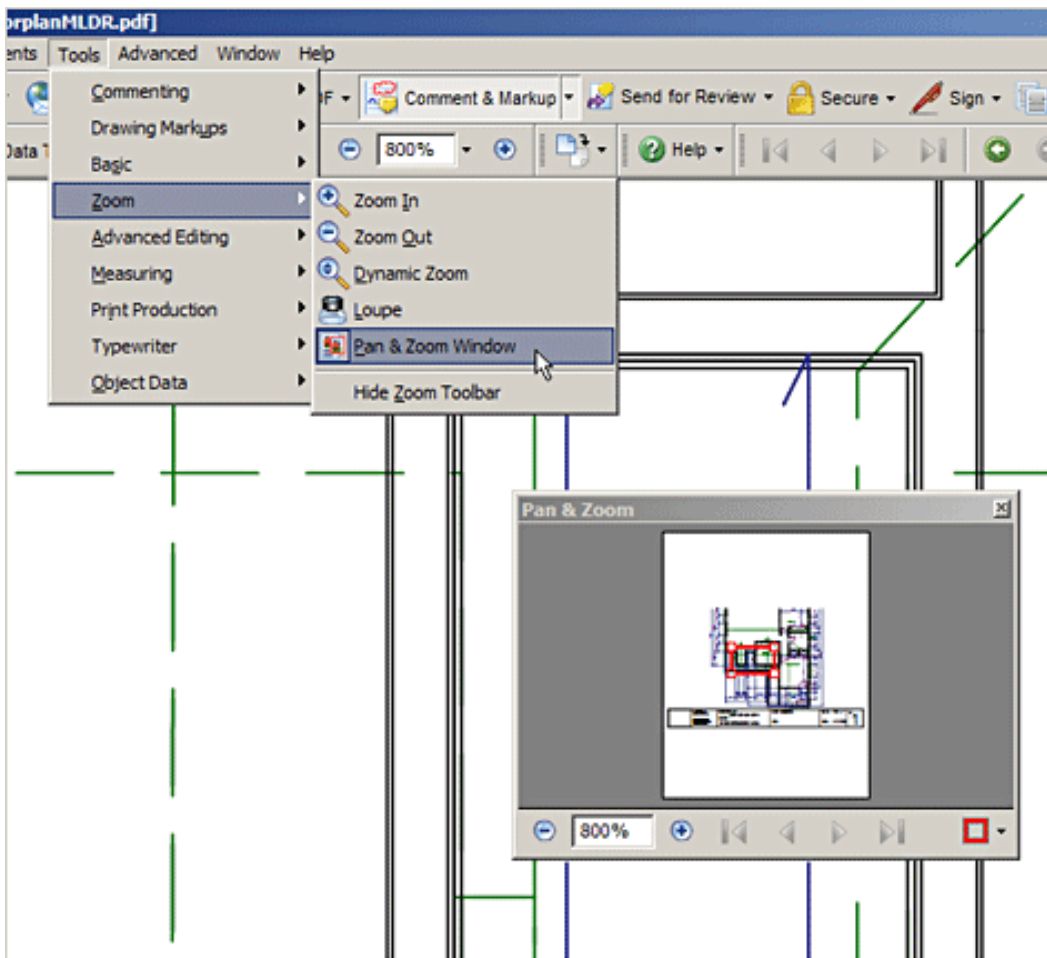 orplanMLDR.pdf]
ents Tools Advanced Window Help
Commenting
DF Comment & Markup Send for Review Secure Sign
Drawing Markups
Data T 800% Help
Basic
Zoom
Zoom In
Advanced Editing
Zoom Out
Measuring
Dynamic Zoom
Print Production
Loupe
Typewriter
Pan & Zoom Window
Object Data
Hide Zoom Toolbar
Pan & Zoom
800%